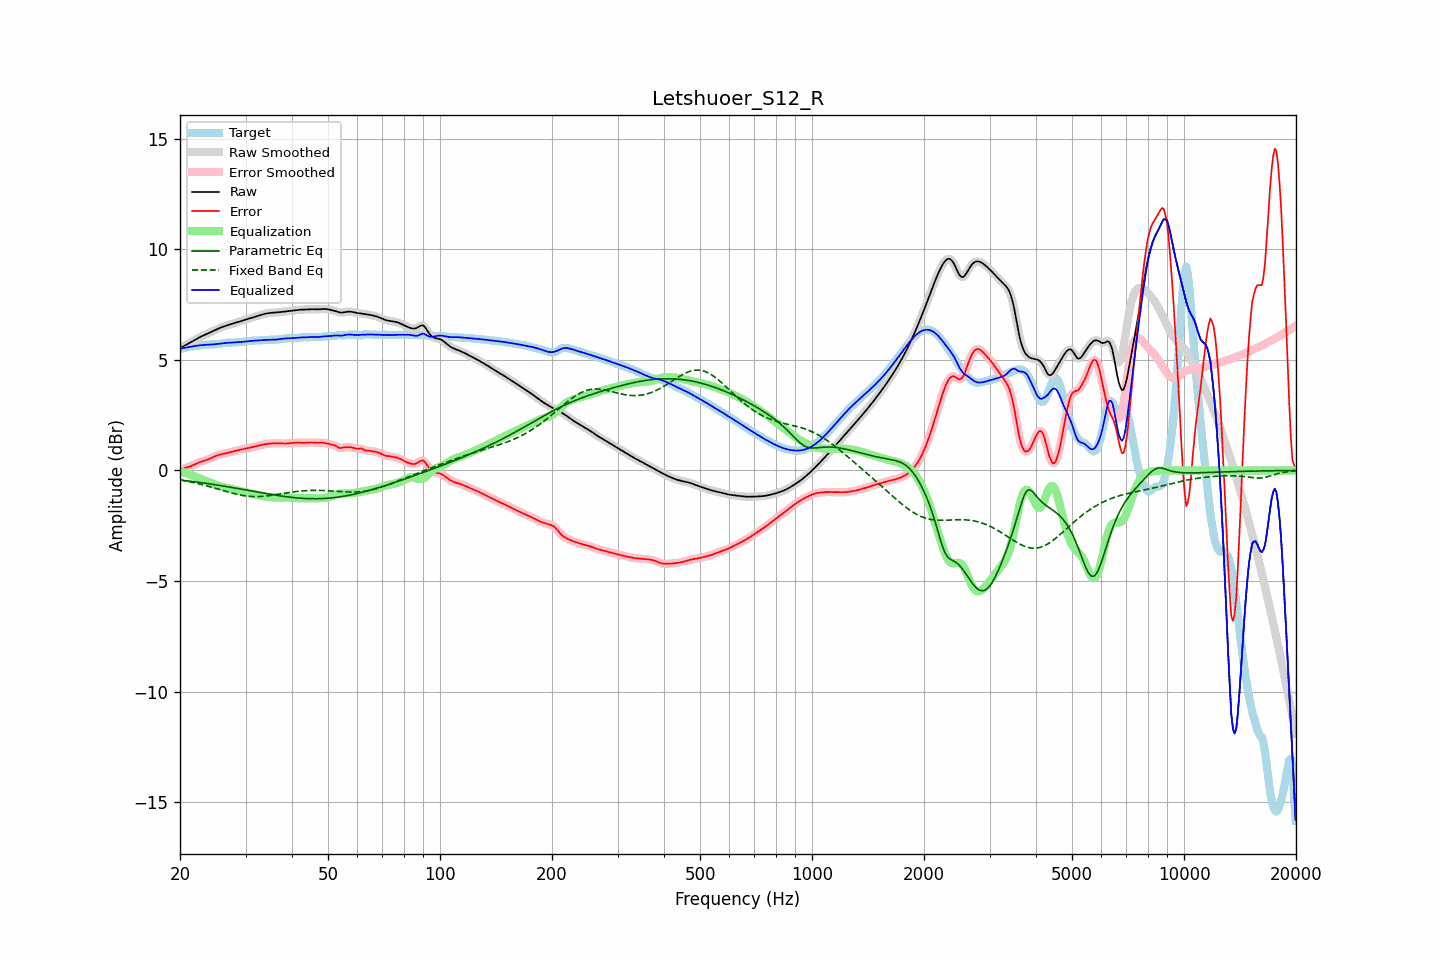 Letshuoer_S12_R
Target
Raw Smoothed
Error Smoothed
Raw
Error
Equalization
Parametric Eq
Fixed Band Eq
Equalized
15
10
5
0
−5
−10
−15
Amplitude (dBr)
20 50 100 200 500 1000 2000 5000 10000 20000
Frequency (Hz)